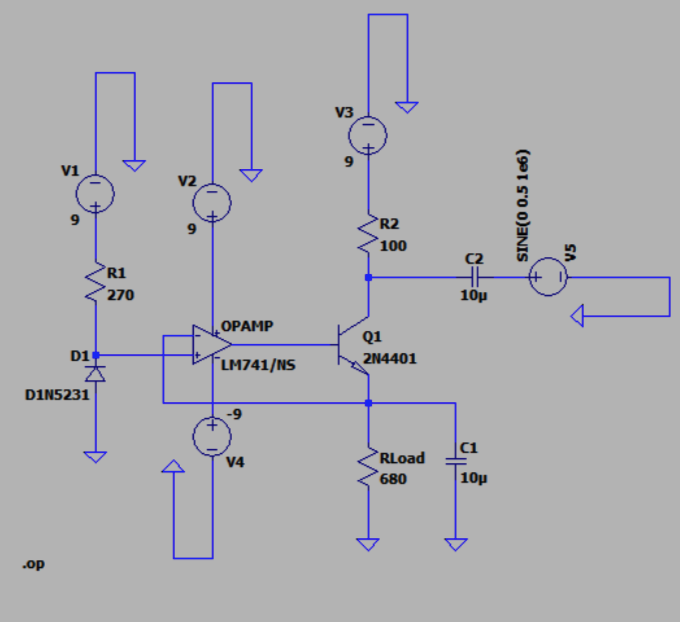 V1
9
R1
270
D1
D1N5231
V2
9
OPAMP
LM741/NS
-9
V4
V3
9
R2
100
C2
10µ
SINE(0 0.5 1e6)
V5
Q1
2N4401
RLoad
680
C1
10µ
.op